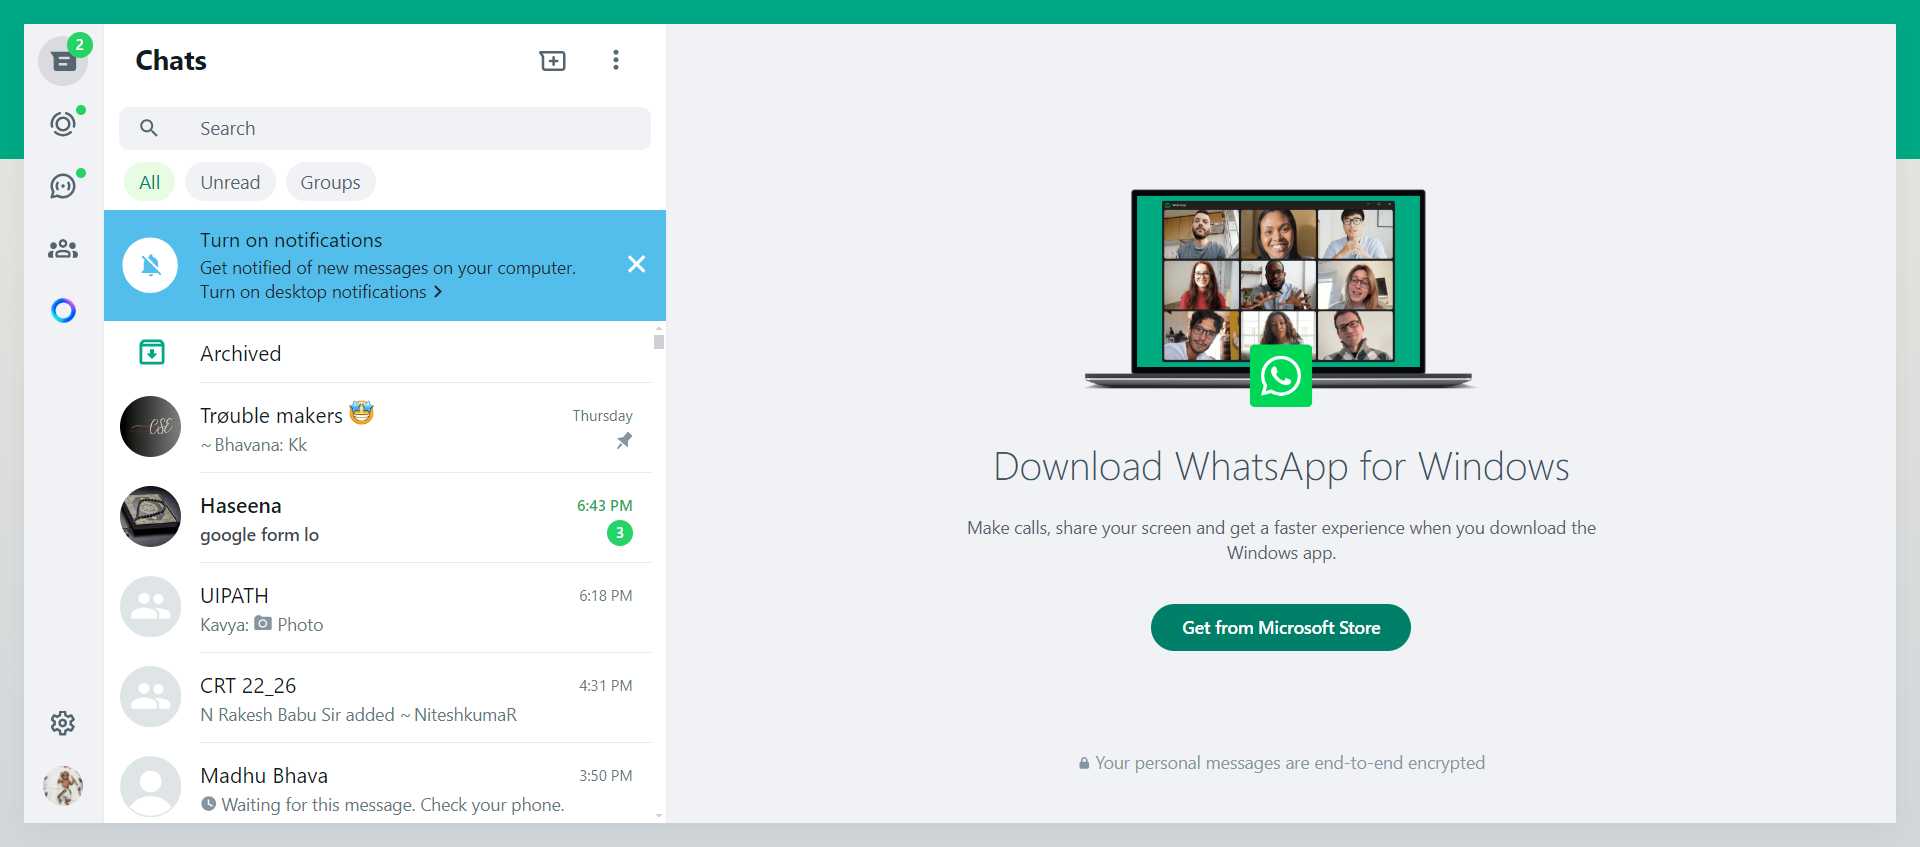 2
Chats
Search
All Unread Groups
Turn on notifications
Get notified of new messages on your computer.
Turn on desktop notifications
Archived
Trøuble makers 🤩 Thursday
CSE
~ Bhavana: Kk
Haseena 6:43 PM
google form lo 3
UIPATH 6:18 PM
Kavya: Photo
CRT 22_26 4:31 PM
N Rakesh Babu Sir added ~ NiteshkumaR
Madhu Bhava 3:50 PM
Waiting for this message. Check your phone.
Download WhatsApp for Windows
Make calls, share your screen and get a faster experience when you download the
Windows app.
Get from Microsoft Store
Your personal messages are end-to-end encrypted